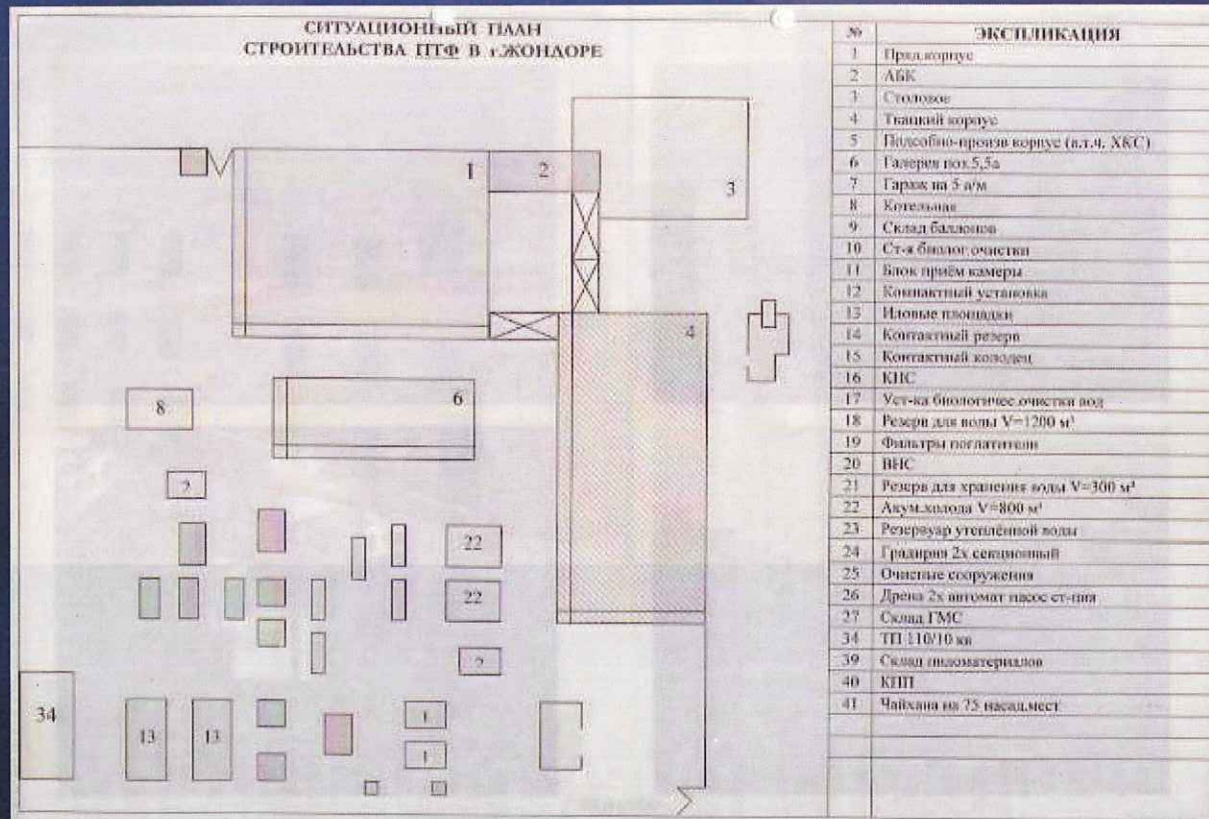 СИТУАЦИОННЫЙ ПЛАН
СТРОИТЕЛЬСТВА ПТФ В г.ЖОНДОРЕ
№ ЭКСПЛИКАЦИЯ
1 Пряд.корпус
2 АБК
3 Столовое
4 Ткацкий корпус
5 Подсобно-произв корпус (в.т.ч. ХКС)
6 Галерея поз.5,5а
7 Гараж на 5 а/м
8 Котельная
9 Склад баллонов
10 Ст-я биолог.очистки
11 Блок приём камеры
12 Компактный установка
13 Иловые площадки
14 Контактный резерв
15 Контактный колодец
16 КНС
17 Уст-ка биологичес.очистки вод
18 Резерв для воды V=1200 м³
19 Фильтры поглатители
20 ВНС
21 Резерв для хранения воды V=300 м³
22 Акум.холода V=800 м³
23 Резервуар утеплённой воды
24 Градирня 2х секционный
25 Очистные сооружения
26 Дрена 2х автомат насос ст-ния
27 Склад ГМС
34 ТП 110/10 кв
39 Склад пиломатериалов
40 КПП
41 Чайхана на 75 насад.мест
1
2
3
4
8
6
22
22
34
13
13
1
1